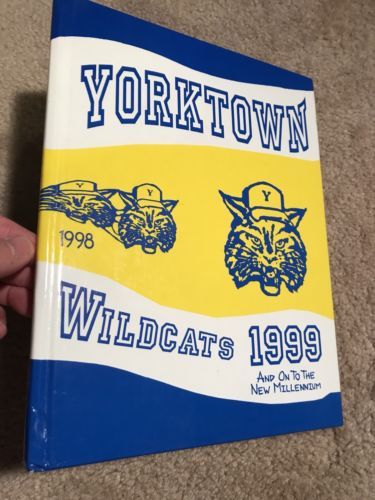 YORKTOWN
Y
Y
Y
1998
WILDCATS 1999
AND ON TO THE
NEW MILLENNIUM